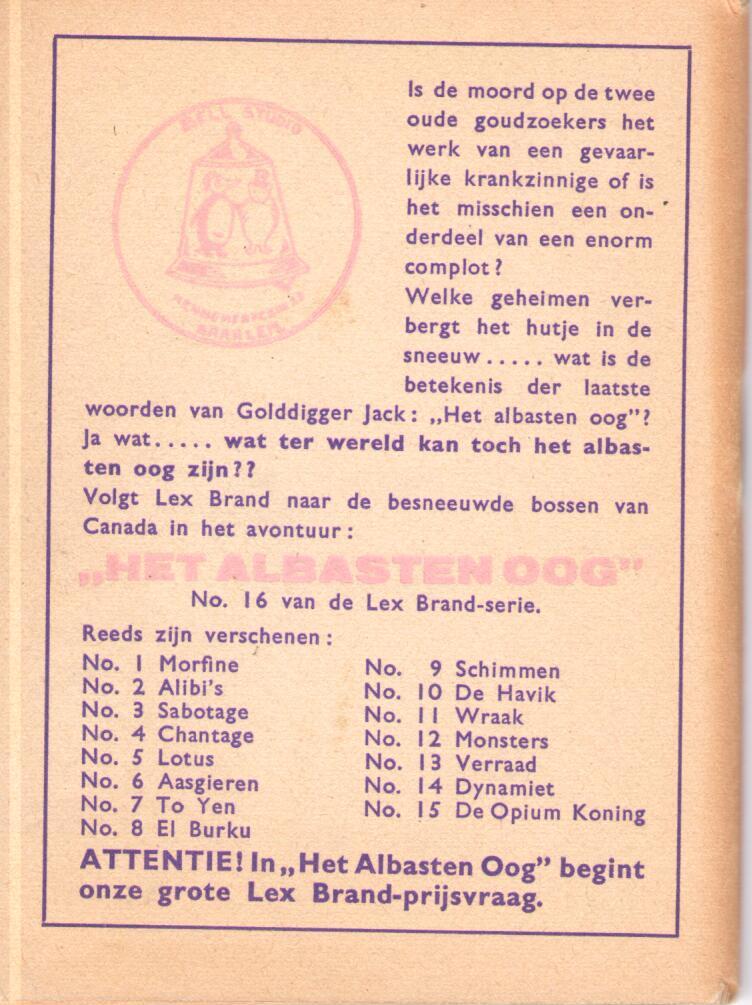 BELL STUDIO
HAARLEM
Is de moord op de twee
oude goudzoekers het
werk van een gevaar-
lijke krankzinnige of is
het misschien een on-
derdeel van een enorm
complot?
Welke geheimen ver-
bergt het hutje in de
sneeuw..... wat is de
betekenis der laatste
woorden van Golddigger Jack: „Het albasten oog”?
Ja wat..... wat ter wereld kan toch het albas-
ten oog zijn??
Volgt Lex Brand naar de besneeuwde bossen van
Canada in het avontuur:
„HET ALBASTEN OOG”
No. 16 van de Lex Brand-serie.
Reeds zijn verschenen:
No. 1 Morfine
No. 2 Alibi's
No. 3 Sabotage
No. 4 Chantage
No. 5 Lotus
No. 6 Aasgieren
No. 7 To Yen
No. 8 El Burku
No. 9 Schimmen
No. 10 De Havik
No. 11 Wraak
No. 12 Monsters
No. 13 Verraad
No. 14 Dynamiet
No. 15 De Opium Koning
ATTENTIE! In „Het Albasten Oog” begint
onze grote Lex Brand-prijsvraag.